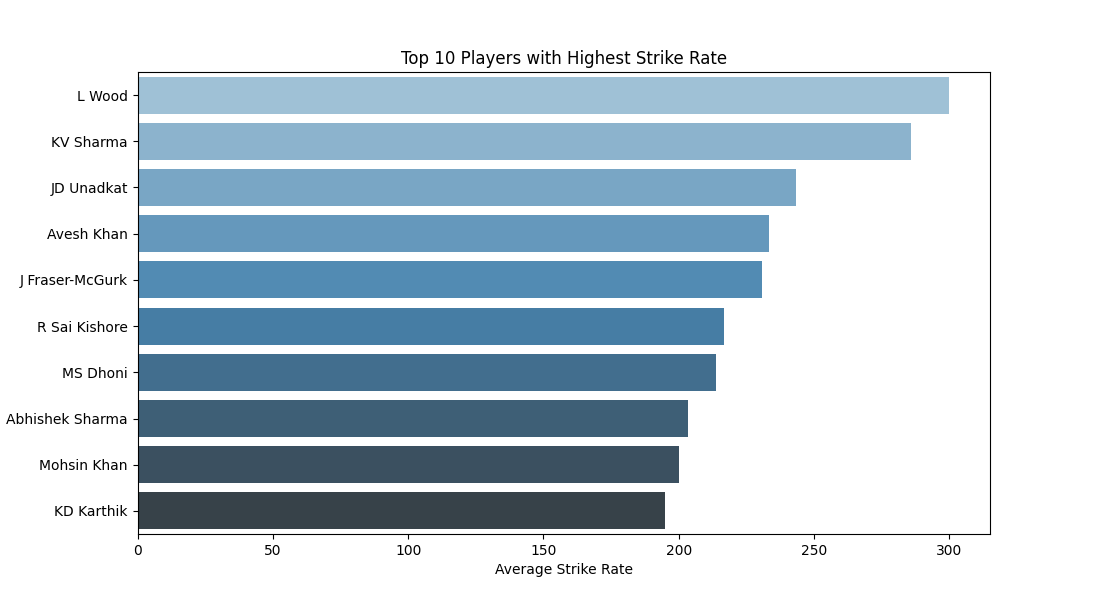 Top 10 Players with Highest Strike Rate
L Wood
KV Sharma
JD Unadkat
Avesh Khan
J Fraser-McGurk
R Sai Kishore
MS Dhoni
Abhishek Sharma
Mohsin Khan
KD Karthik
0 50 100 150 200 250 300
Average Strike Rate